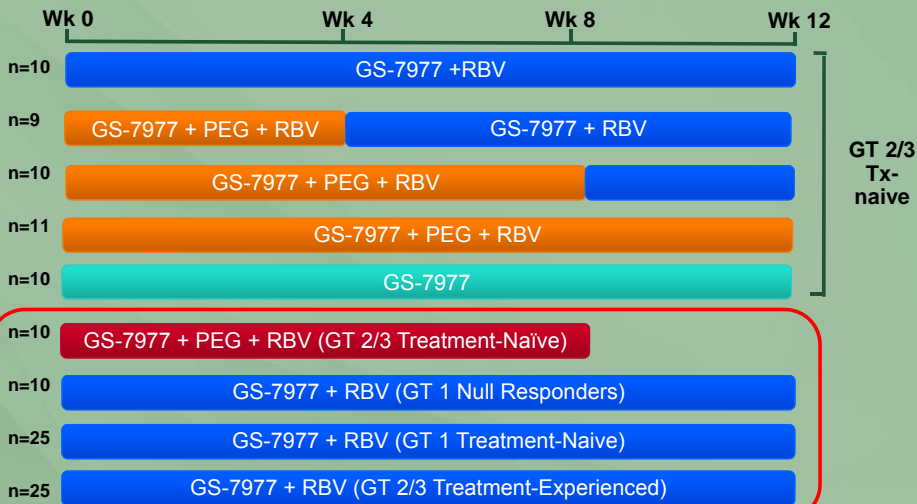 Wk 0 Wk 4 Wk 8 Wk 12
n=10 GS-7977 +RBV
n=9 GS-7977 + PEG + RBV GS-7977 + RBV
n=10 GS-7977 + PEG + RBV
n=11 GS-7977 + PEG + RBV
n=10 GS-7977
GT 2/3
Tx-
naive
n=10 GS-7977 + PEG + RBV (GT 2/3 Treatment-Naïve)
n=10 GS-7977 + RBV (GT 1 Null Responders)
n=25 GS-7977 + RBV (GT 1 Treatment-Naive)
n=25 GS-7977 + RBV (GT 2/3 Treatment-Experienced)